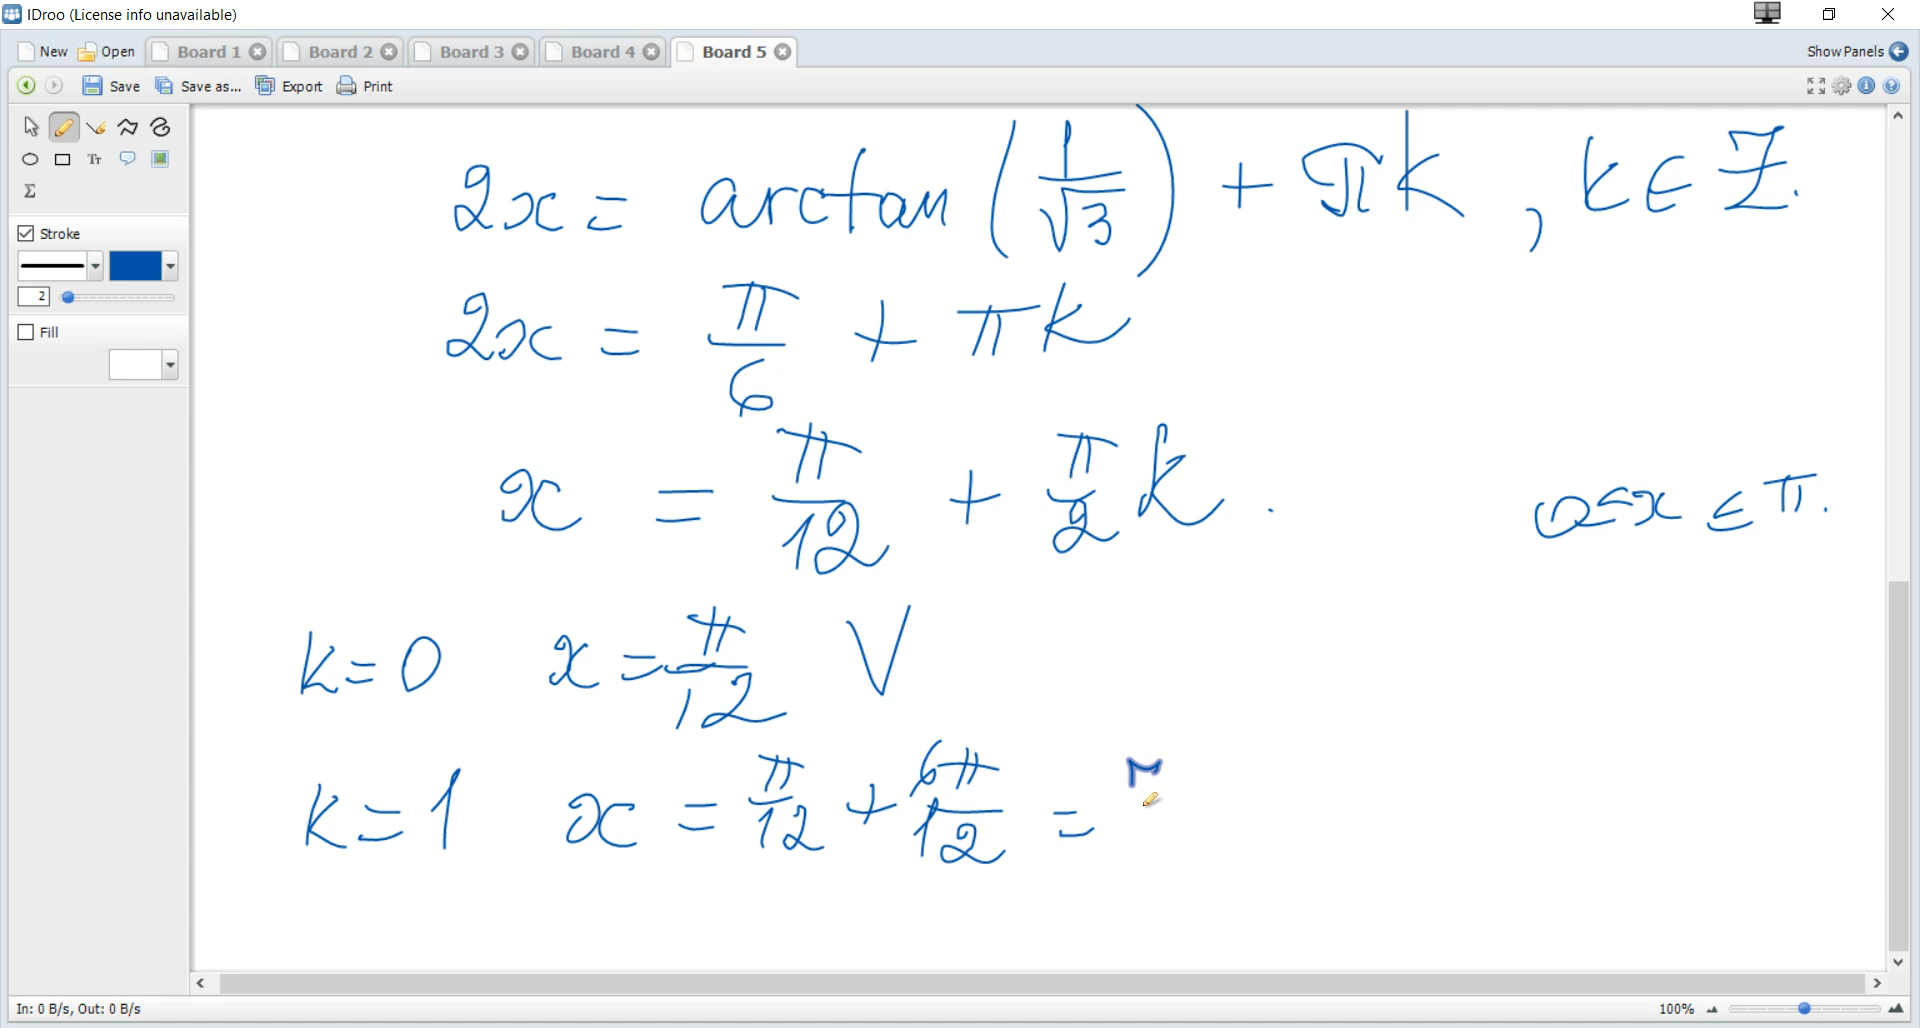 IDroo (License info unavailable)
New Open Board 1 Board 2 Board 3 Board 4 Board 5 Show Panels
Save Save as... Export Print
Tr
Σ
Stroke
2
Fill
2x = arctan(1/√3) + πk, k ∈ Z.
2x = π/6 + πk
x = π/12 + π/2 k. 0 ≤ x ≤ π.
k = 0 x = π/12 V
k = 1 x = π/12 + 6π/12 =
In: 0 B/s, Out: 0 B/s 100%